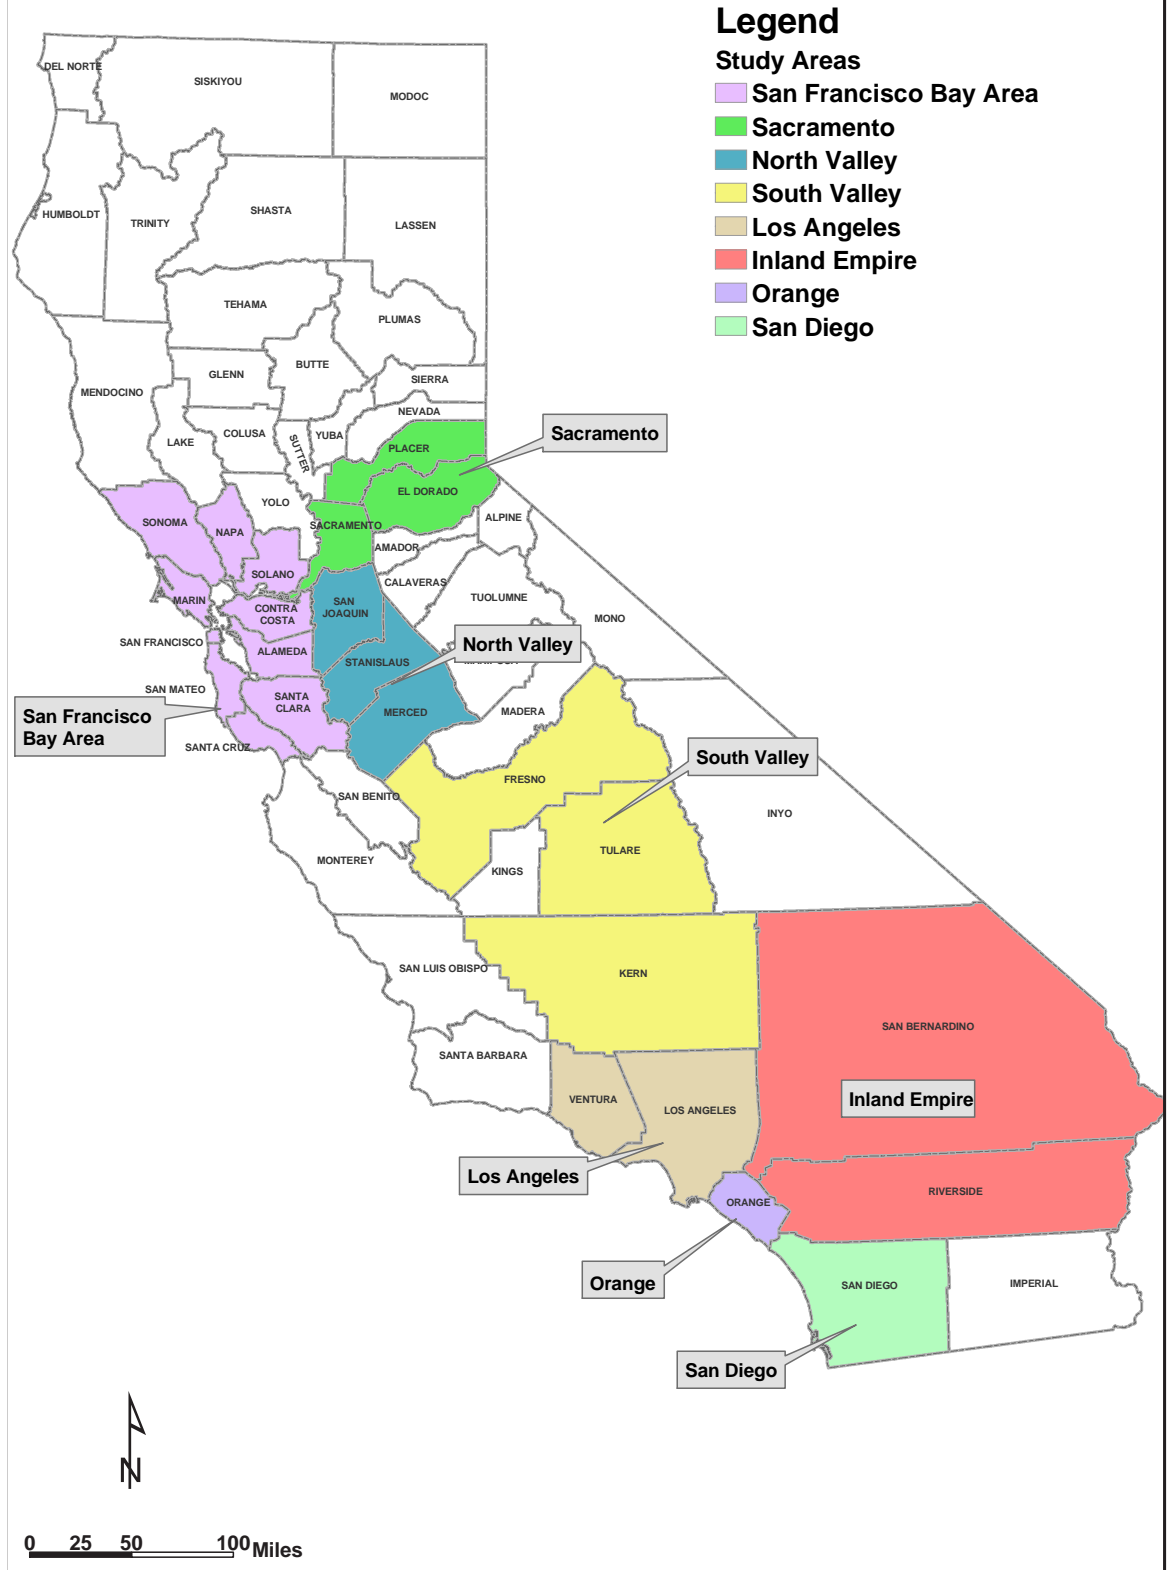 Legend
Study Areas
San Francisco Bay Area
Sacramento
North Valley
South Valley
Los Angeles
Inland Empire
Orange
San Diego
DEL NORTE
SISKIYOU
MODOC
HUMBOLDT
TRINITY
SHASTA
LASSEN
TEHAMA
PLUMAS
BUTTE
GLENN
SIERRA
MENDOCINO
NEVADA
LAKE
COLUSA
SUTTER
YUBA
PLACER
Sacramento
EL DORADO
YOLO
SONOMA
NAPA
SACRAMENTO
ALPINE
AMADOR
SOLANO
CALAVERAS
TUOLUMNE
MARIN
CONTRA
COSTA
SAN
JOAQUIN
MONO
SAN FRANCISCO
ALAMEDA
STANISLAUS
North Valley
SAN MATEO
SANTA
CLARA
MERCED
MADERA
San Francisco
Bay Area
SANTA CRUZ
South Valley
FRESNO
SAN BENITO
INYO
MONTEREY
KINGS
TULARE
SAN LUIS OBISPO
KERN
SAN BERNARDINO
SANTA BARBARA
VENTURA
LOS ANGELES
Inland Empire
Los Angeles
RIVERSIDE
ORANGE
Orange
SAN DIEGO
IMPERIAL
San Diego
N
0 25 50 100 Miles